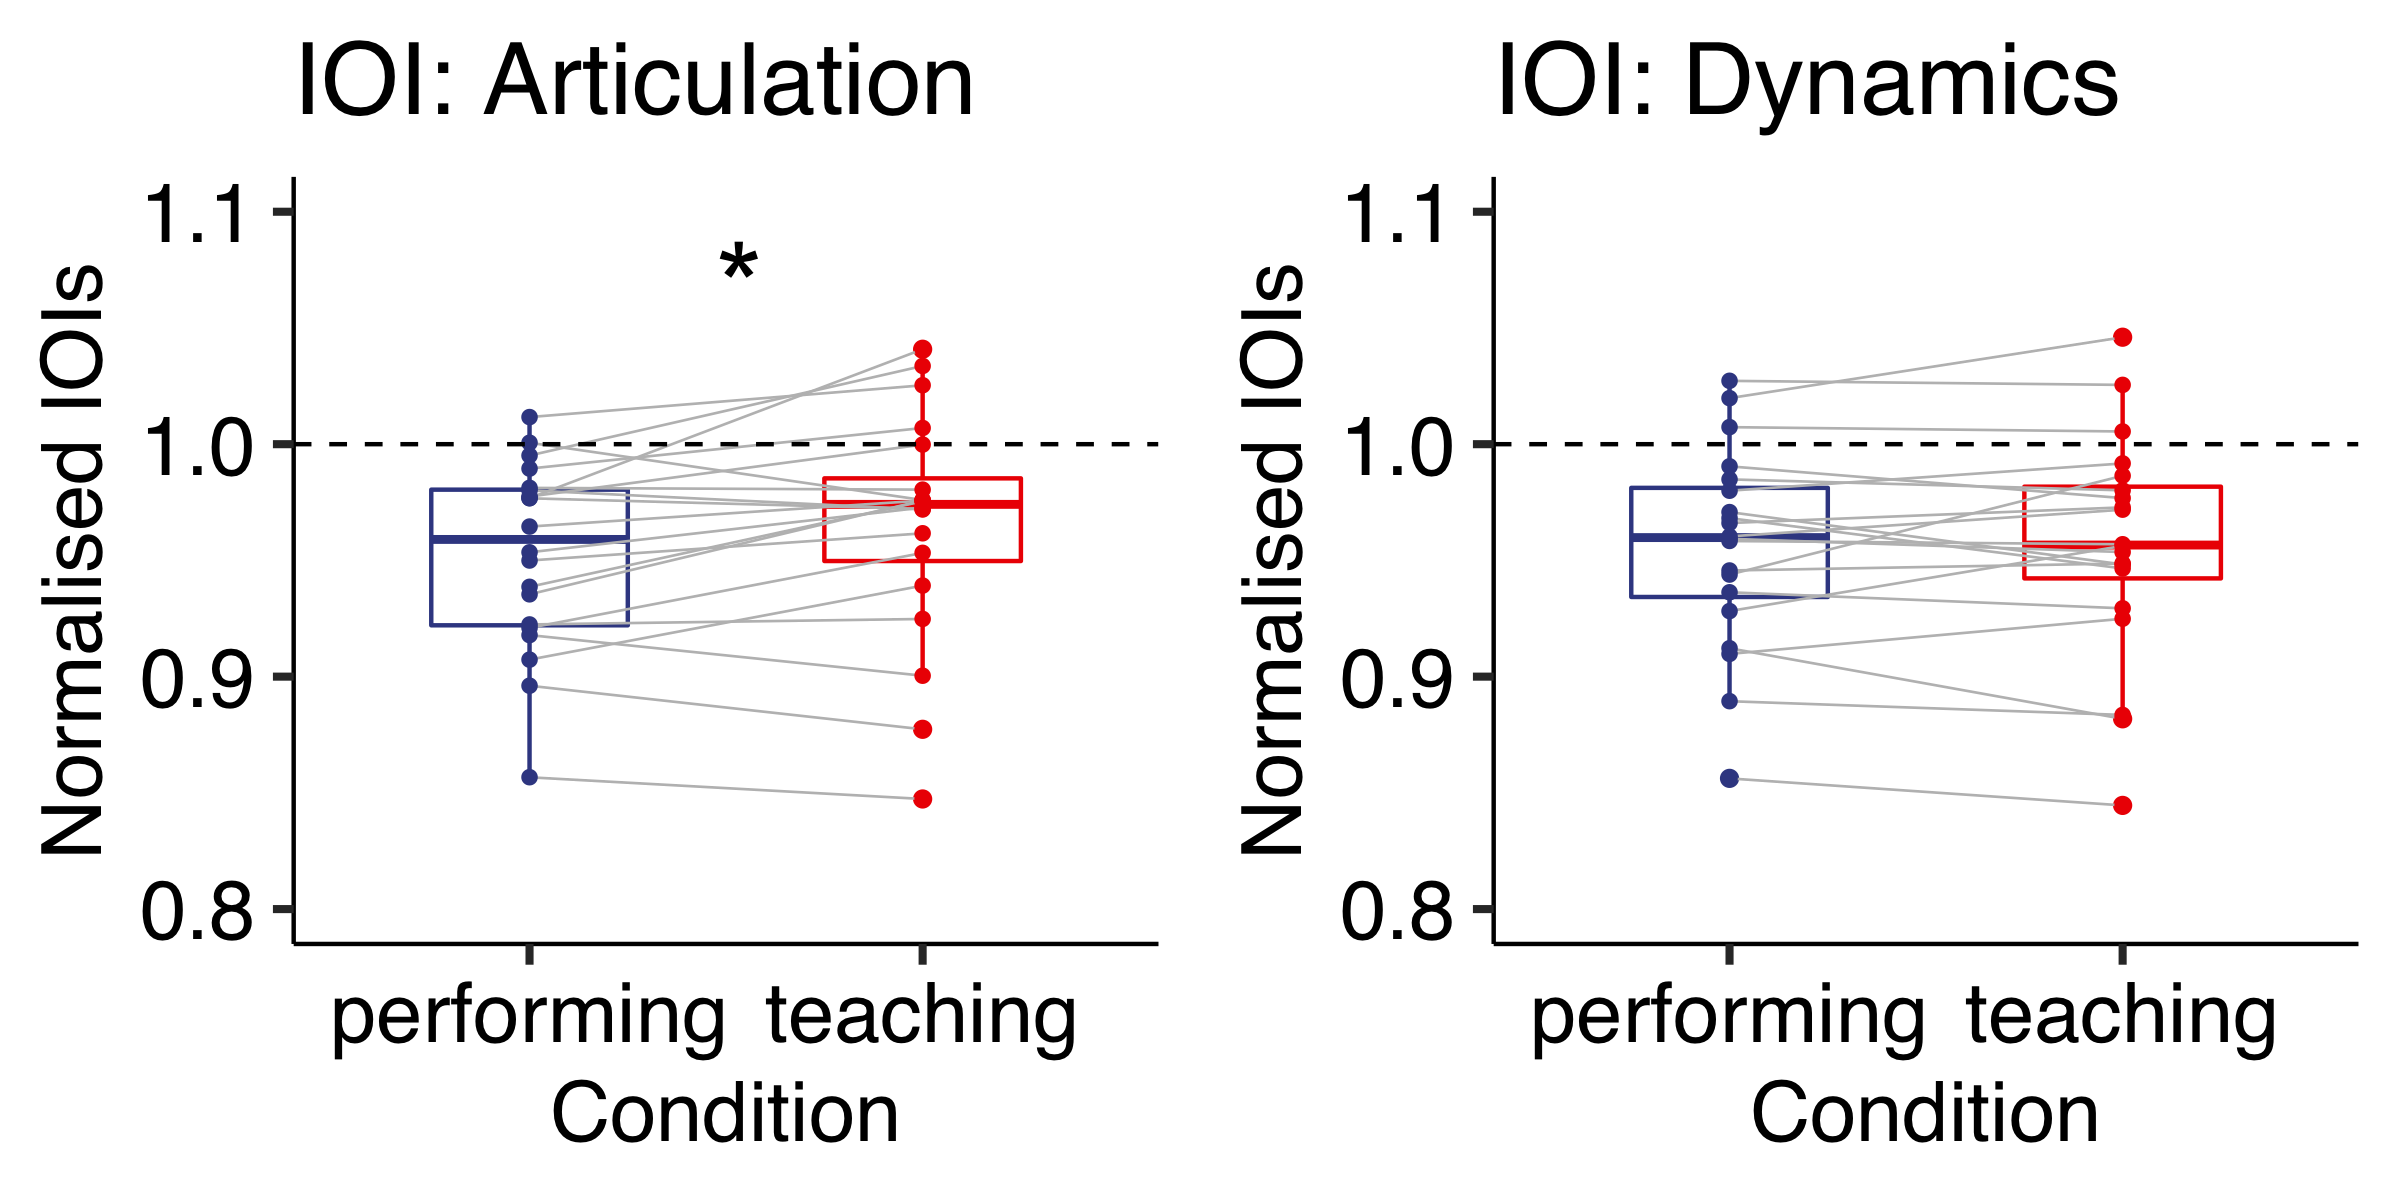 IOI: Articulation
Normalised IOIs
1.1
1.0
0.9
0.8
*
performing teaching
Condition
IOI: Dynamics
Normalised IOIs
1.1
1.0
0.9
0.8
performing teaching
Condition